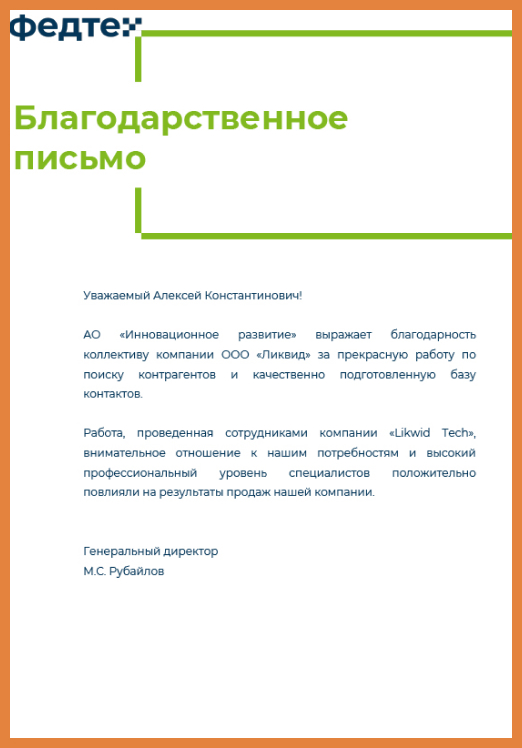 федтех
Благодарственное
письмо
Уважаемый Алексей Константинович!
АО «Инновационное развитие» выражает благодарность
коллективу компании ООО «Ликвид» за прекрасную работу по
поиску контрагентов и качественно подготовленную базу
контактов.
Работа, проведенная сотрудниками компании «Likwid Tech»,
внимательное отношение к нашим потребностям и высокий
профессиональный уровень специалистов положительно
повлияли на результаты продаж нашей компании.
Генеральный директор
М.С. Рубайлов